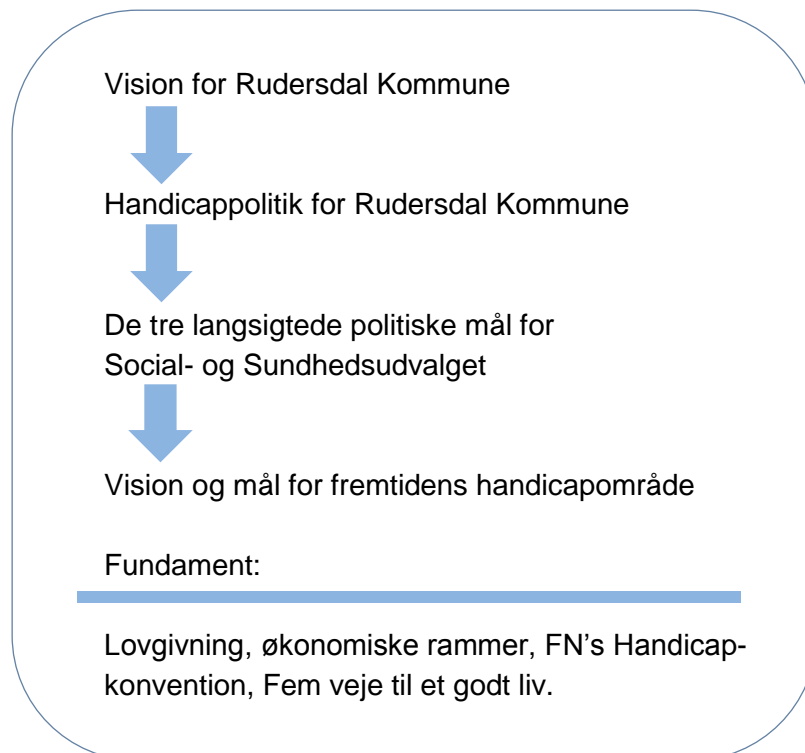 Vision for Rudersdal Kommune
Handicappolitik for Rudersdal Kommune
De tre langsigtede politiske mål for
Social- og Sundhedsudvalget
Vision og mål for fremtidens handicapområde
Fundament:
Lovgivning, økonomiske rammer, FN’s Handicap-
konvention, Fem veje til et godt liv.